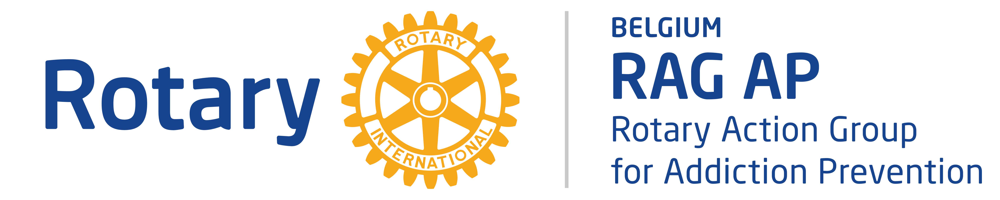 Rotary
ROTARY
INTERNATIONAL
BELGIUM
RAG AP
Rotary Action Group
for Addiction Prevention